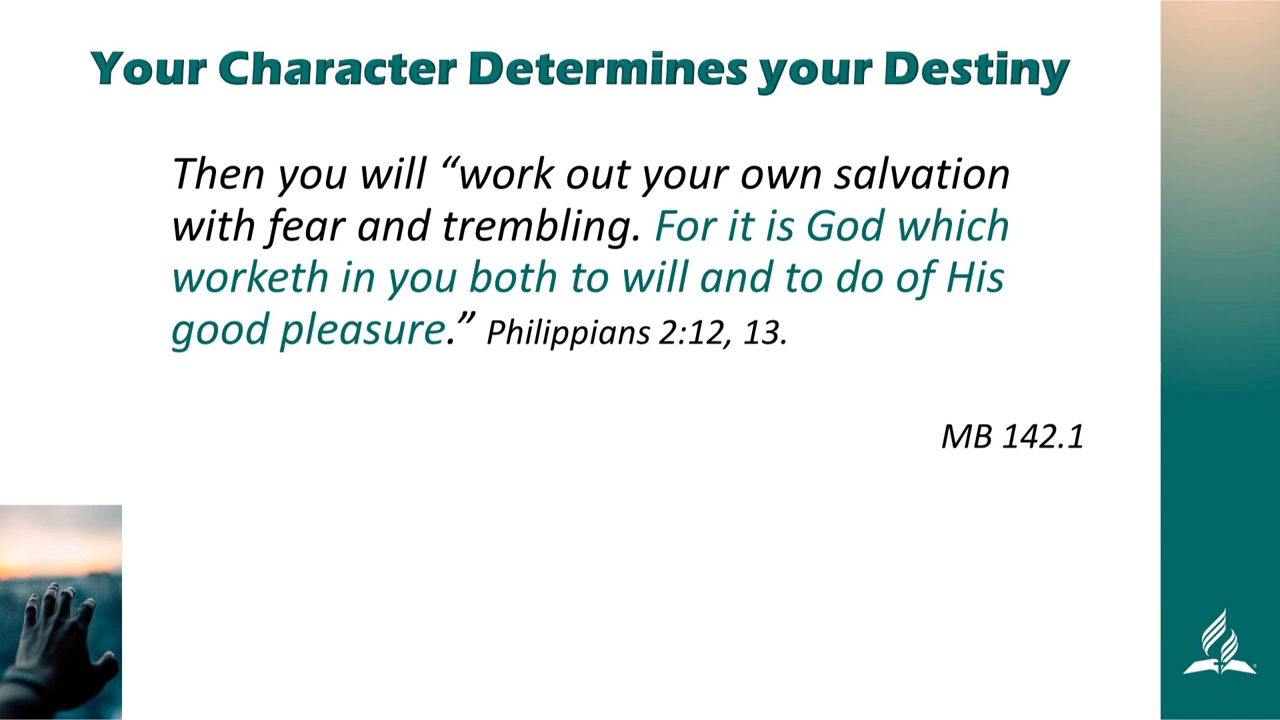 Your Character Determines your Destiny
Then you will “work out your own salvation
with fear and trembling. For it is God which
worketh in you both to will and to do of His
good pleasure.” Philippians 2:12, 13.
MB 142.1